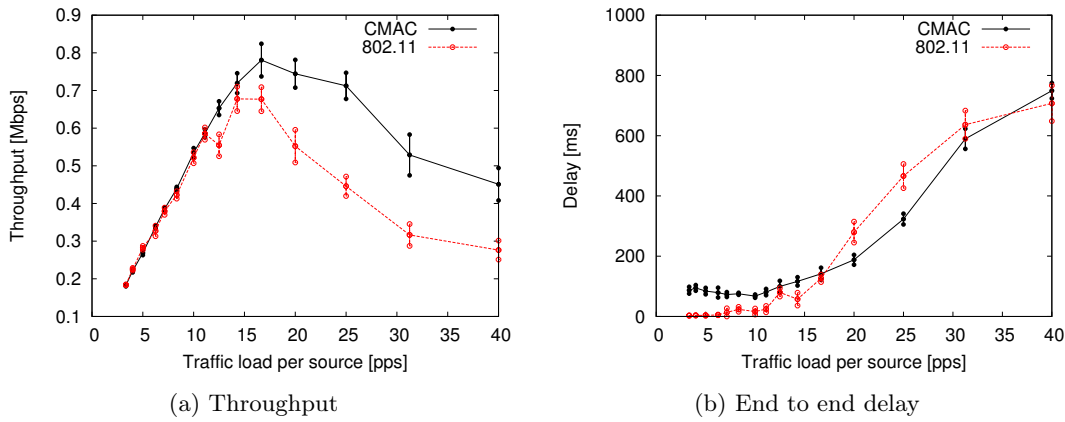 0.9
0.8
0.7
0.6
0.5
0.4
0.3
0.2
0.1
0 5 10 15 20 25 30 35 40
Throughput [Mbps]
Traffic load per source [pps]
CMAC
802.11
(a) Throughput
1000
800
600
400
200
0
0 5 10 15 20 25 30 35 40
Delay [ms]
Traffic load per source [pps]
CMAC
802.11
(b) End to end delay